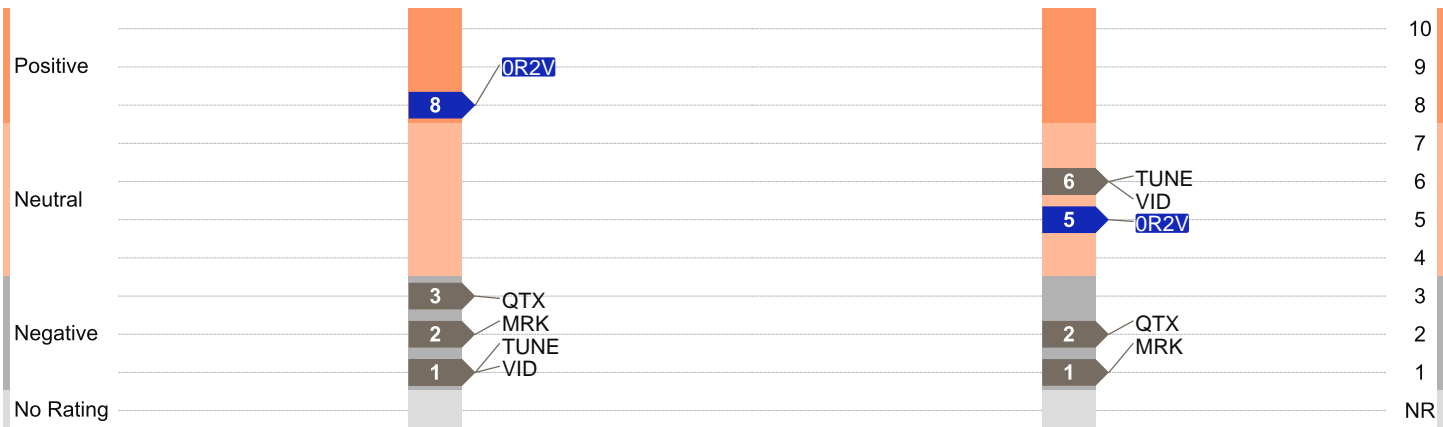 10
Positive
0R2V
9
8
8
7
6
TUNE
6
Neutral
VID
5
0R2V
5
4
3
QTX
3
MRK
QTX
Negative
2
2
2
TUNE
MRK
1
VID
1
1
No Rating
NR